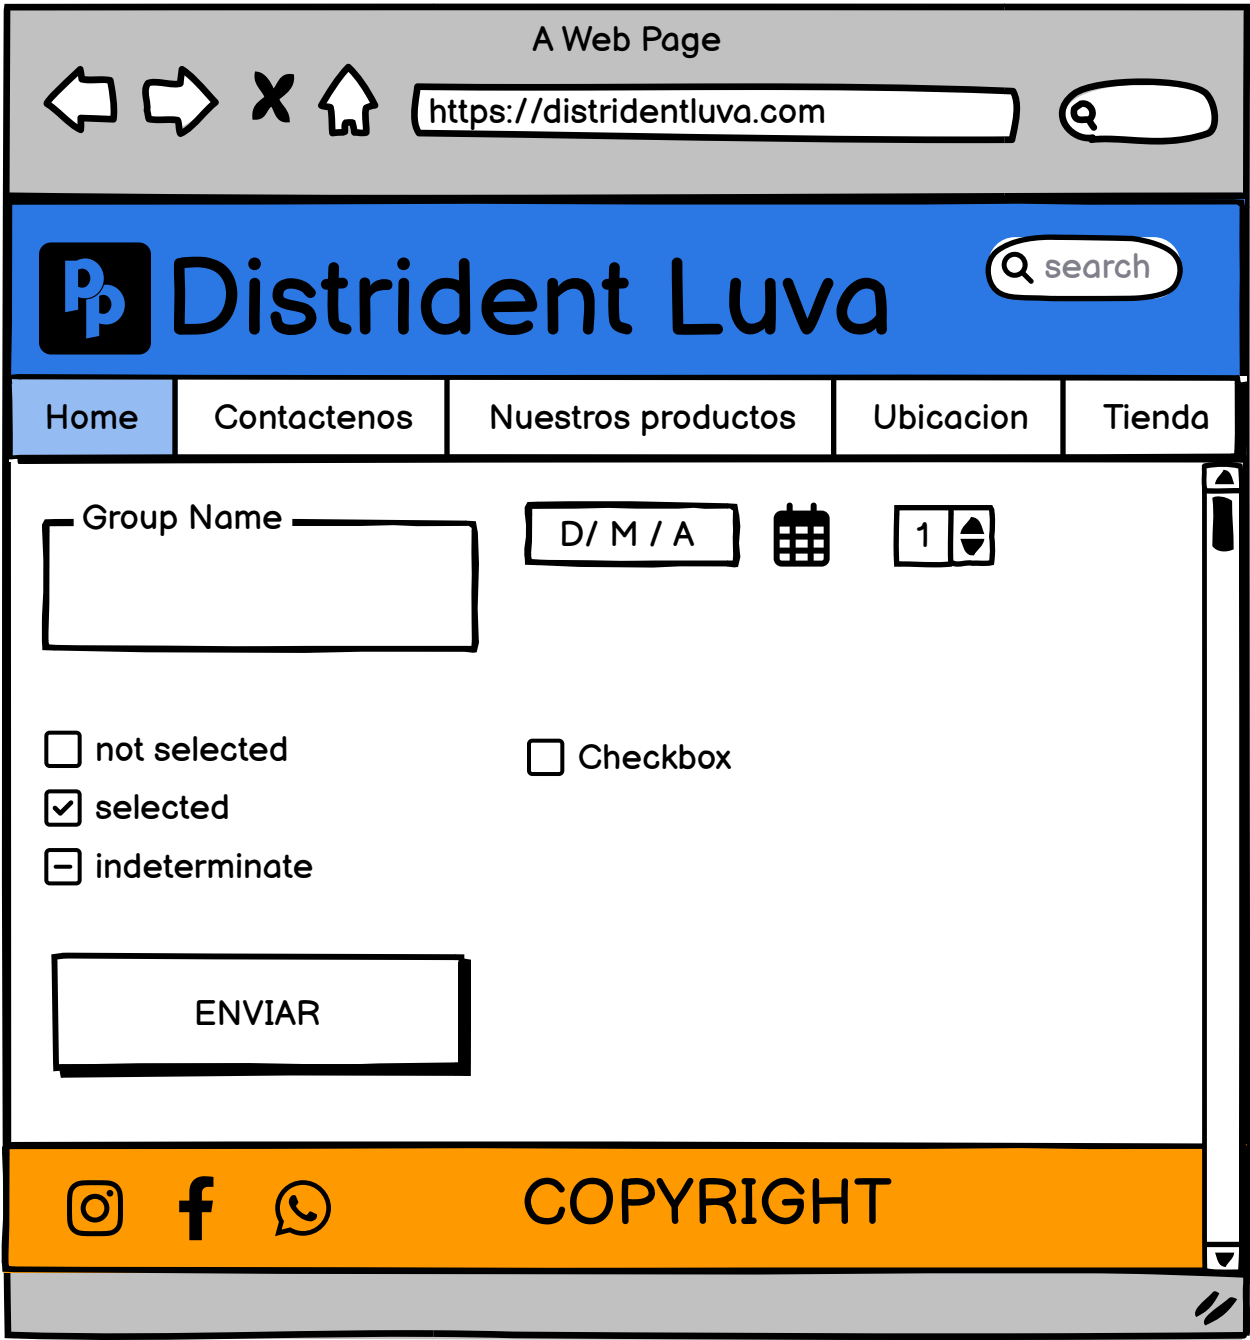 A Web Page
https://distridentluva.com
PP Distrident Luva
search
Home Contactenos Nuestros productos Ubicacion Tienda
Group Name
D/ M / A
1
not selected
Checkbox
selected
indeterminate
ENVIAR
COPYRIGHT